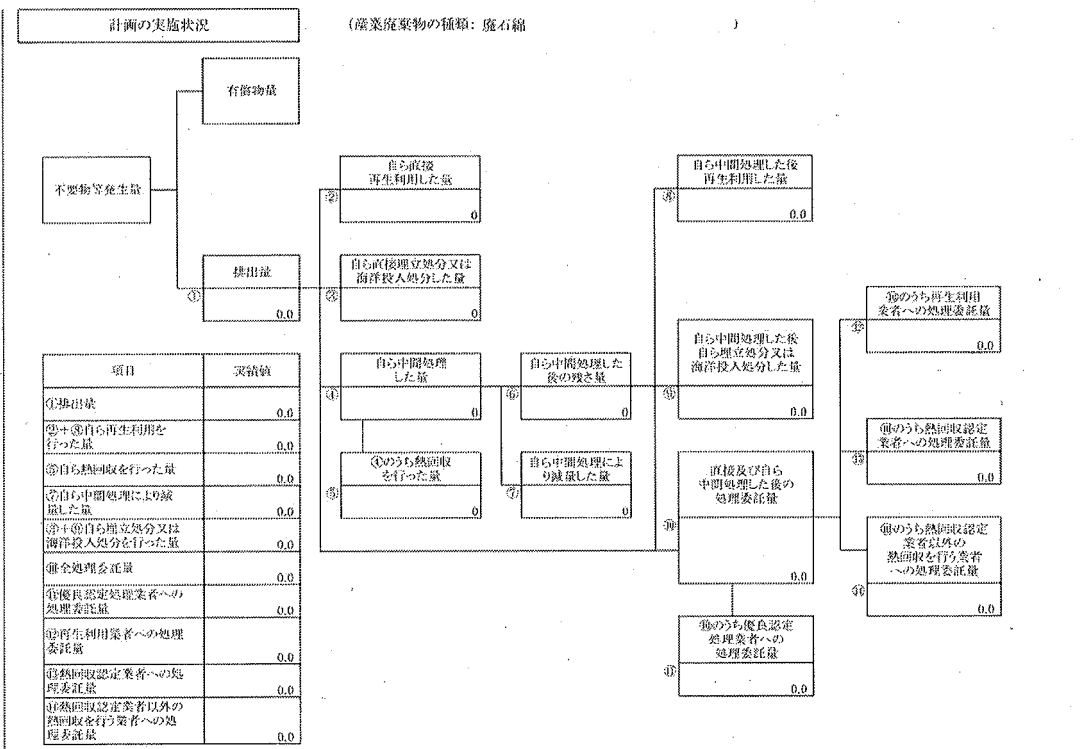 計画の実施状況
(産業廃棄物の種類: 廃石綿 )
有償物量
不要物等発生量
排出量
①
0.0
自ら直接
再生利用した量
②
0
自ら直接埋立処分又は
海洋投入処分した量
③
0
自ら中間処理
した量
④
0
④のうち熱回収
を行った量
⑤
0
自ら中間処理した
後の残さ量
⑥
0
自ら中間処理によ
り減量した量
⑦
0
自ら中間処理した後
再生利用した量
⑧
0.0
自ら中間処理した後
自ら埋立処分又は
海洋投入処分した量
⑨
0.0
直接及び自ら
中間処理した後の
処理委託量
⑩
0.0
⑩のうち優良認定
処理業者への
処理委託量
⑪
0.0
⑩のうち再生利用
業者への処理委託量
⑫
0.0
⑩のうち熱回収認定
業者への処理委託量
⑬
0.0
⑩のうち熱回収認定
業者以外の
熱回収を行う業者
への処理委託量
⑭
0.0
項目 実績値
①排出量 0.0
②+⑧自ら再生利用を
行った量 0.0
⑤自ら熱回収を行った量 0.0
⑦自ら中間処理により減
量した量 0.0
③+⑨自ら埋立処分又は
海洋投入処分を行った量 0.0
⑩全処理委託量 0.0
⑪優良認定処理業者への
処理委託量 0.0
⑫再生利用業者への処理
委託量 0.0
⑬熱回収認定業者への処
理委託量 0.0
⑭熱回収認定業者以外の
熱回収を行う業者への処
理委託量 0.0